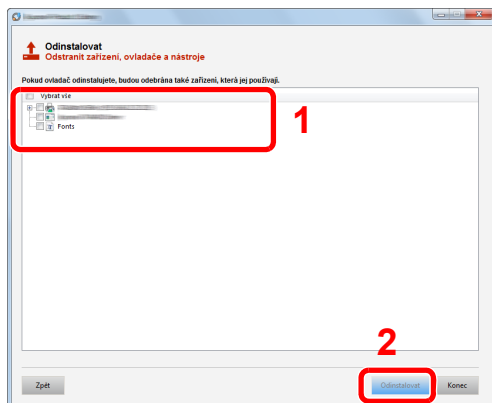 Odinstalovat
Odstranit zařízení, ovladače a nástroje
Pokud ovladač odinstalujete, budou odebrána také zařízení, která jej používají.
Vybrat vše
1
Fonts
2
Zpět
Odinstalovat
Konec